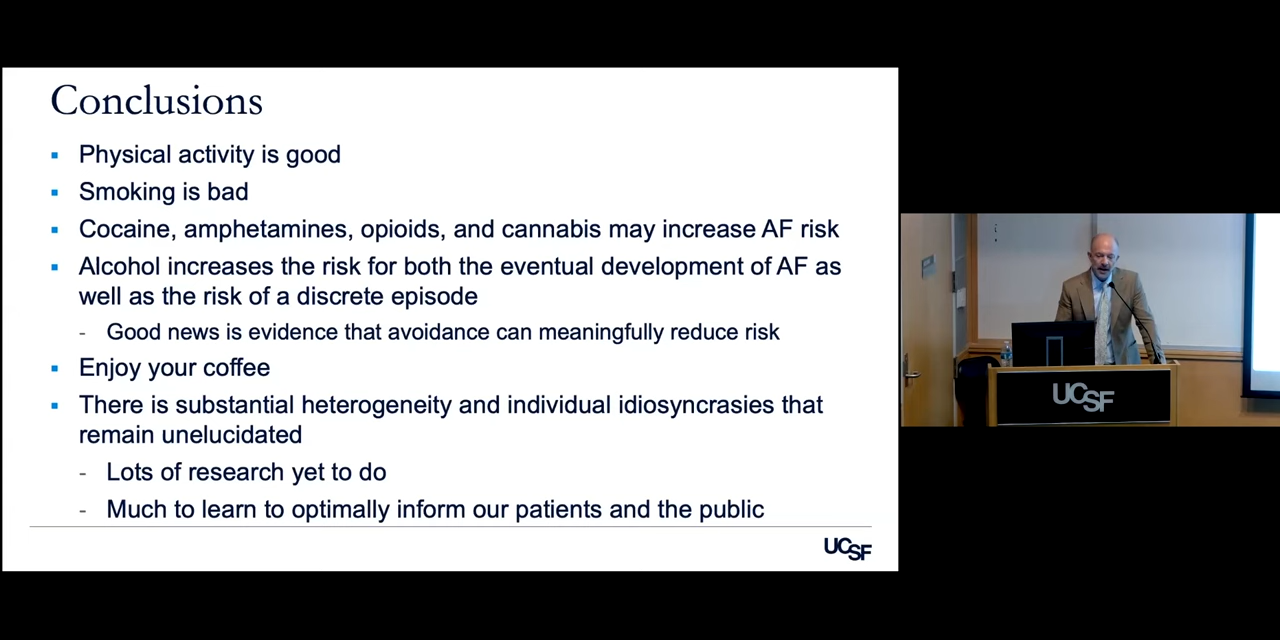 Conclusions
▪ Physical activity is good
▪ Smoking is bad
▪ Cocaine, amphetamines, opioids, and cannabis may increase AF risk
▪ Alcohol increases the risk for both the eventual development of AF as
well as the risk of a discrete episode
- Good news is evidence that avoidance can meaningfully reduce risk
▪ Enjoy your coffee
▪ There is substantial heterogeneity and individual idiosyncrasies that
remain unelucidated
- Lots of research yet to do
- Much to learn to optimally inform our patients and the public
UCSF
UCSF